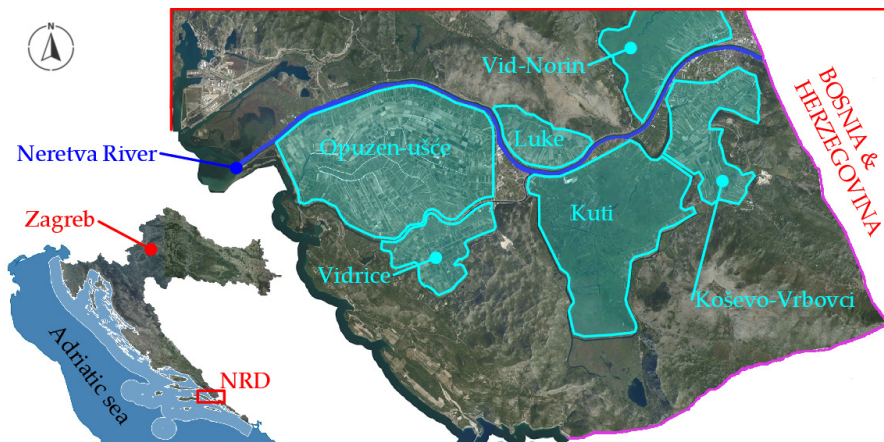 N
Vid-Norin
BOSNIA &
HERZEGOVINA
Opuzen-ušće
Luke
Neretva River
Kuti
Zagreb
Vidrice
Koševo-Vrbovci
Adriatic sea
NRD